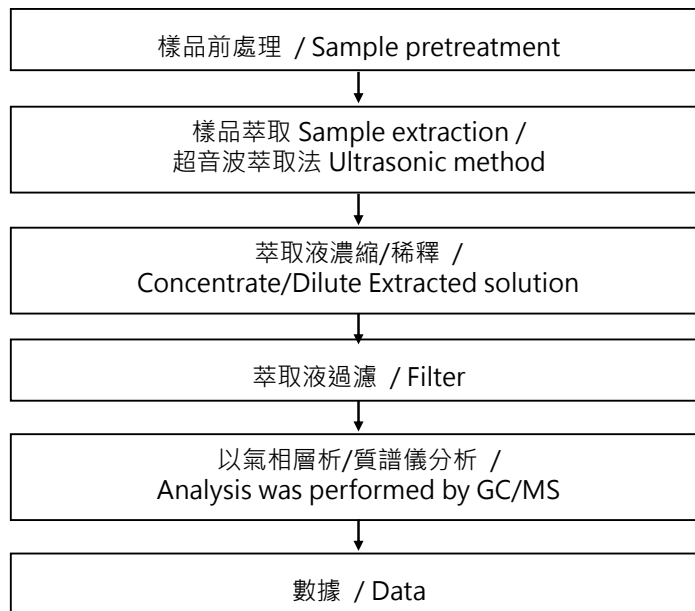 樣品前處理 / Sample pretreatment
樣品萃取 Sample extraction /
超音波萃取法 Ultrasonic method
萃取液濃縮/稀釋 /
Concentrate/Dilute Extracted solution
萃取液過濾 / Filter
以氣相層析/質譜儀分析 /
Analysis was performed by GC/MS
數據 / Data